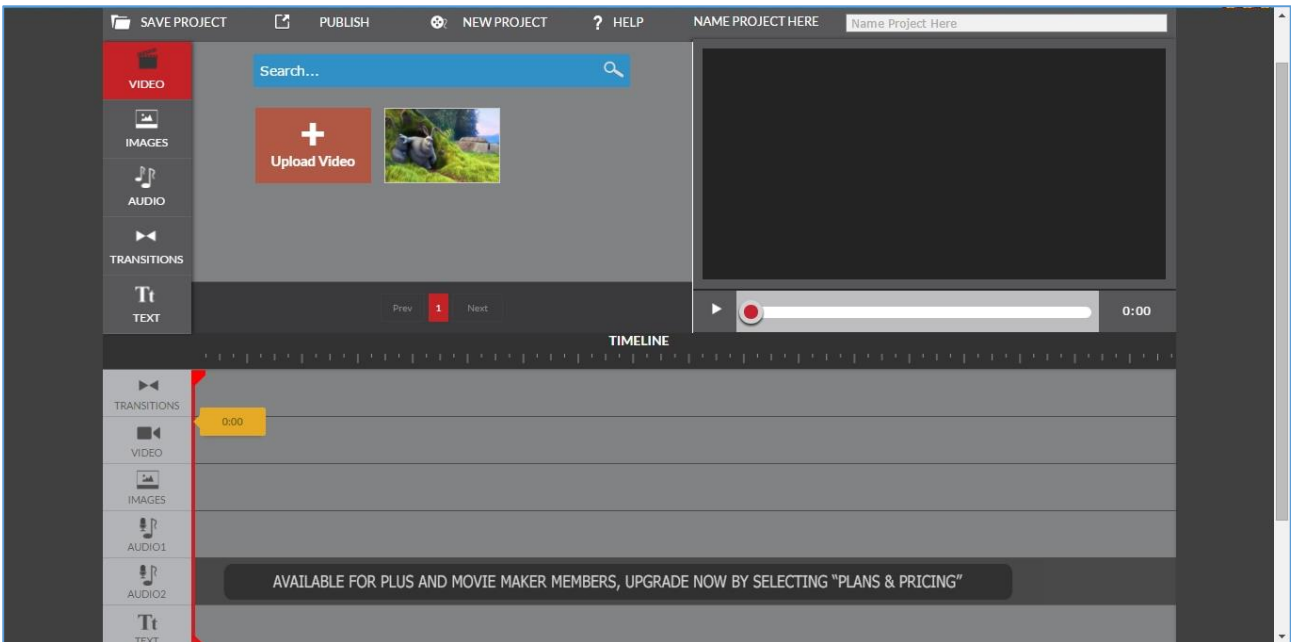 SAVE PROJECT PUBLISH NEW PROJECT ? HELP NAME PROJECT HERE Name Project Here
VIDEO
Search...
IMAGES
Upload Video
AUDIO
TRANSITIONS
Tt
TEXT
Prev 1 Next
0:00
TIMELINE
TRANSITIONS
0:00
VIDEO
IMAGES
AUDIO1
AUDIO2
AVAILABLE FOR PLUS AND MOVIE MAKER MEMBERS, UPGRADE NOW BY SELECTING “PLANS & PRICING”
Tt
TEXT